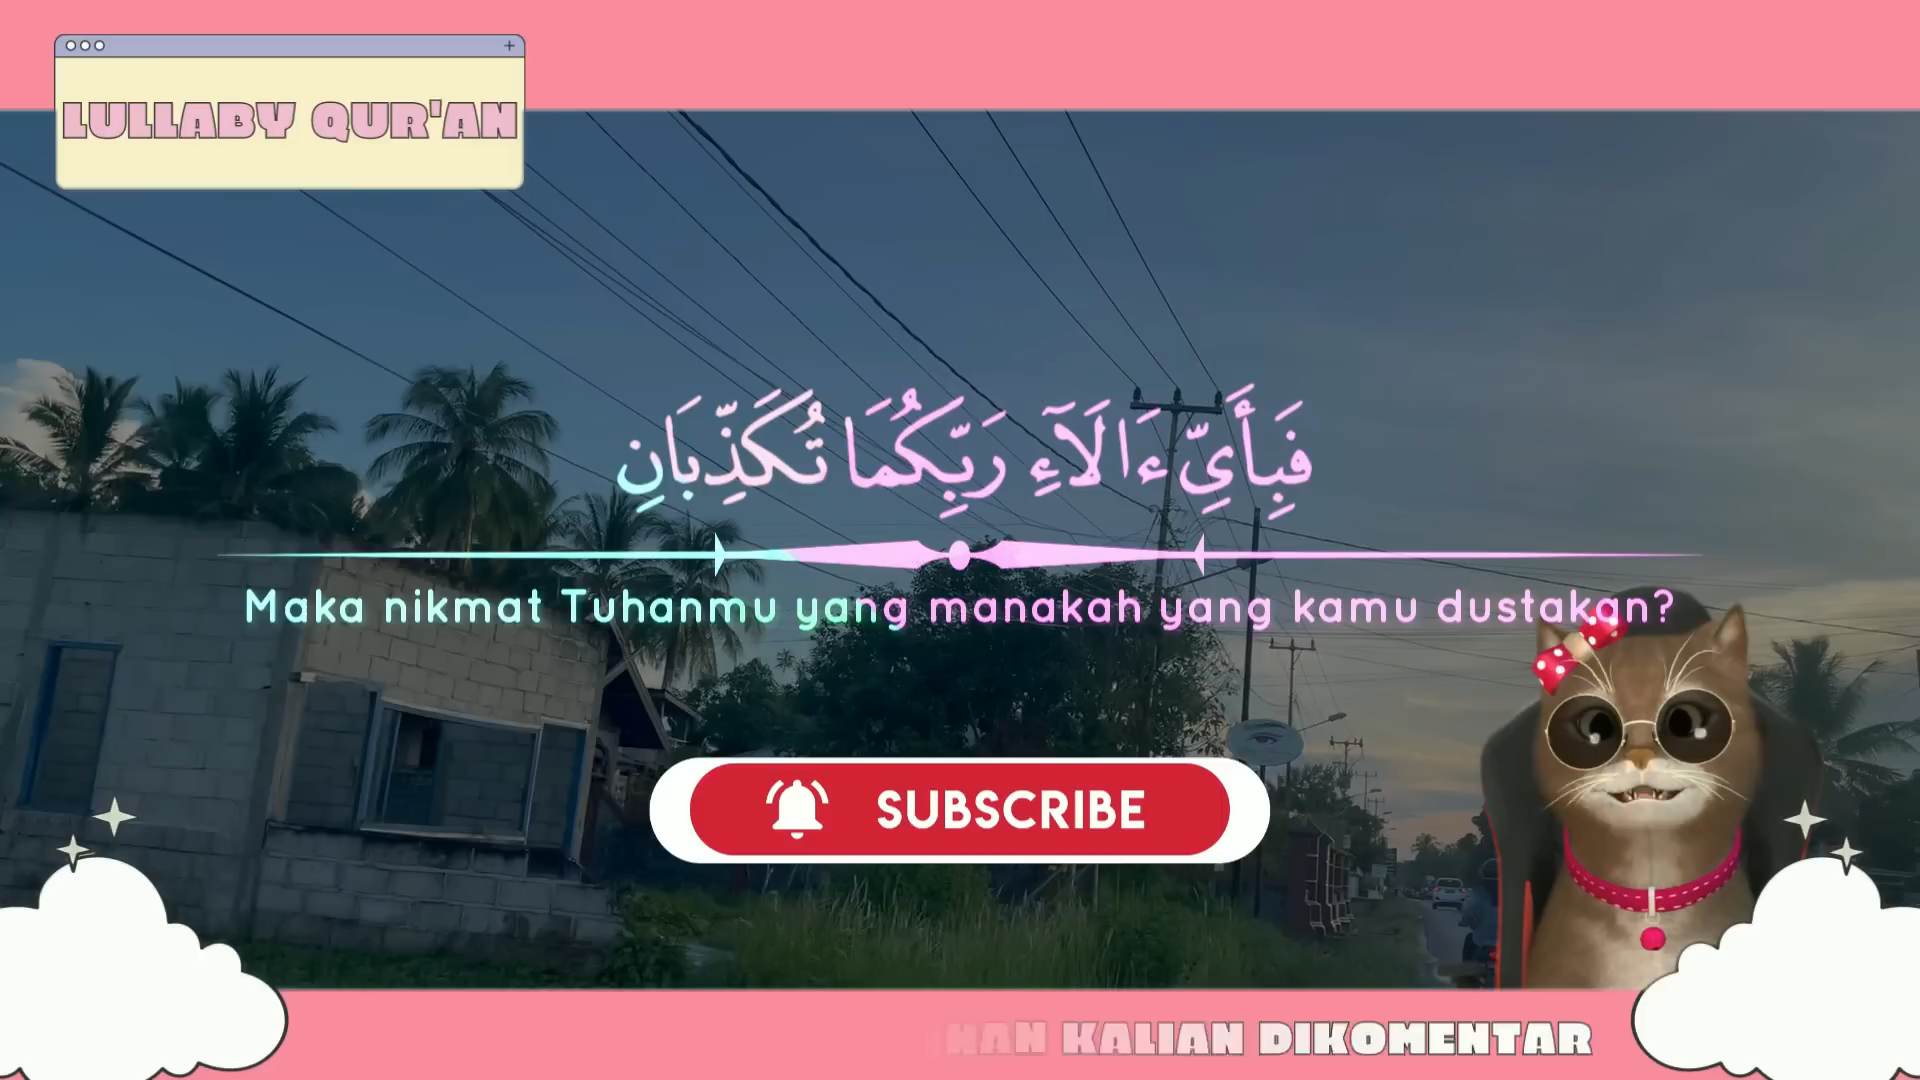 LULLABY QUR'AN
فَبِأَىِّ ءَالَآءِ رَبِّكُمَا تُكَذِّبَانِ
Maka nikmat Tuhanmu yang manakah yang kamu dustakan?
SUBSCRIBE
KALIAN DIKOMENTAR